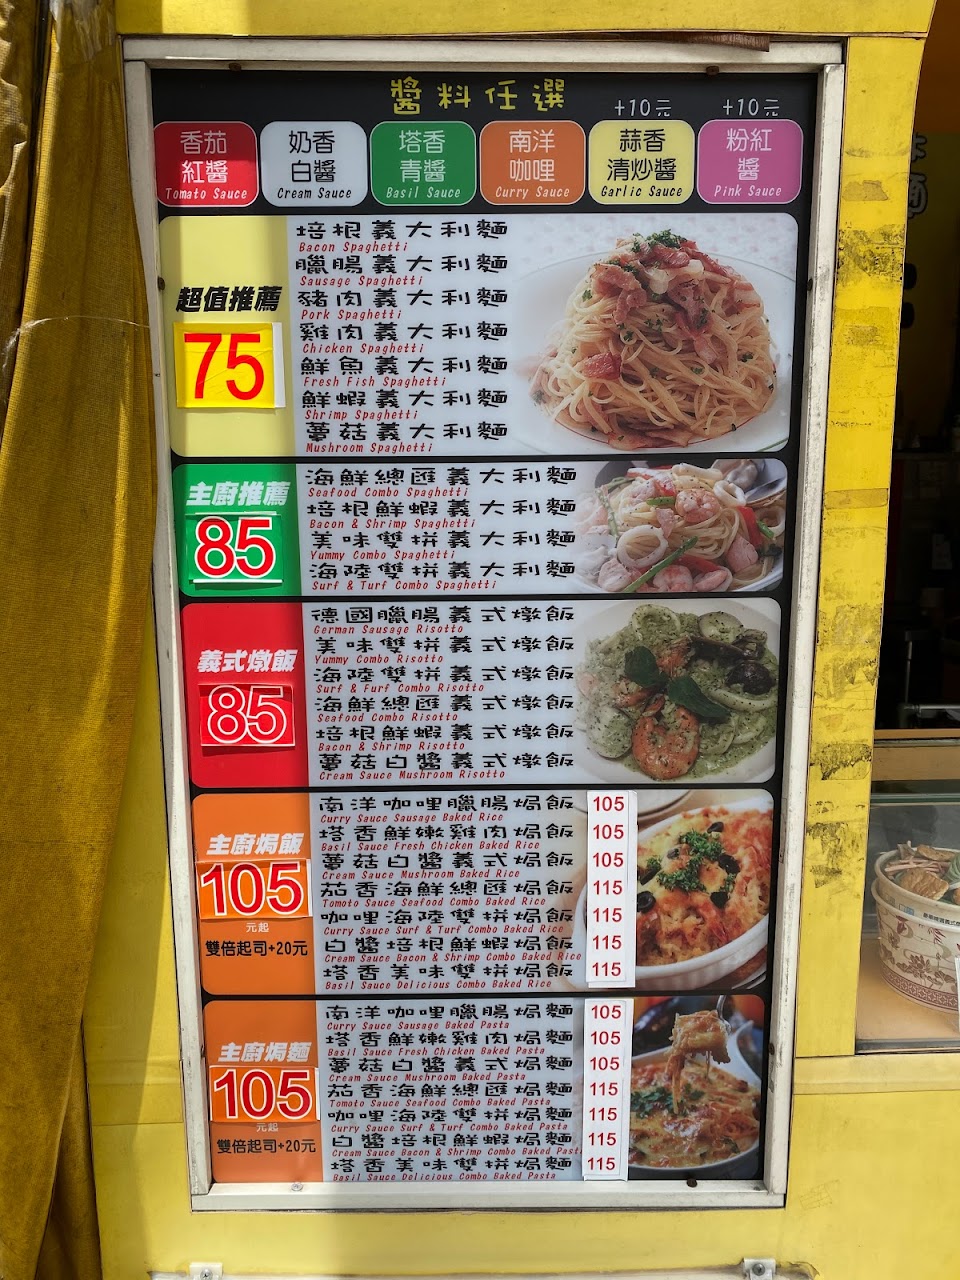 醬料任選
+10元 +10元
香茄 奶香 塔香 南洋 蒜香 粉紅
紅醬 白醬 青醬 咖哩 清炒醬 醬
Tomato Sauce Cream Sauce Basil Sauce Curry Sauce Garlic Sauce Pink Sauce
超值推薦
75
培根義大利麵
Bacon Spaghetti
臘腸義大利麵
Sausage Spaghetti
豬肉義大利麵
Pork Spaghetti
雞肉義大利麵
Chicken Spaghetti
鮮魚義大利麵
Fresh Fish Spaghetti
鮮蝦義大利麵
Shrimp Spaghetti
蘑菇義大利麵
Mushroom Spaghetti
主廚推薦
85
海鮮總匯義大利麵
Seafood Combo Spaghetti
培根鮮蝦義大利麵
Bacon & Shrimp Spaghetti
美味雙拼義大利麵
Yummy Combo Spaghetti
海陸雙拼義大利麵
Surf & Turf Combo Spaghetti
義式燉飯
85
德國臘腸義式燉飯
German Sausage Risotto
美味雙拼義式燉飯
Yummy Combo Risotto
海陸雙拼義式燉飯
Surf & Furf Combo Risotto
海鮮總匯義式燉飯
Seafood Combo Risotto
培根鮮蝦義式燉飯
Bacon & Shrimp Risotto
蘑菇白醬義式燉飯
Cream Sauce Mushroom Risotto
主廚焗飯
105
元起
雙倍起司+20元
南洋咖哩臘腸焗飯 105
Curry Sauce Sausage Baked Rice
塔香鮮嫩雞肉焗飯 105
Basil Sauce Fresh Chicken Baked Rice
蘑菇白醬義式焗飯 105
Cream Sauce Mushroom Baked Rice
茄香海鮮總匯焗飯 115
Tomoto Sauce Seafood Combo Baked Rice
咖哩海陸雙拼焗飯 115
Curry Sauce Surf & Turf Combo Baked Rice
白醬培根鮮蝦焗飯 115
Cream Sauce Bacon & Shrimp Combo Baked Rice
塔香美味雙拼焗飯 115
Basil Sauce Delicious Combo Baked Rice
主廚焗麵
105
元起
雙倍起司+20元
南洋咖哩臘腸焗麵 105
Curry Sauce Sausage Baked Pasta
塔香鮮嫩雞肉焗麵 105
Basil Sauce Fresh Chicken Baked Pasta
蘑菇白醬義式焗麵 105
Cream Sauce Mushroom Baked Pasta
茄香海鮮總匯焗麵 115
Tomato Sauce Seafood Combo Baked Pasta
咖哩海陸雙拼焗麵 115
Curry Sauce Surf & Turf Combo Baked Pasta
白醬培根鮮蝦焗麵 115
Cream Sauce Bacon & Shrimp Combo Baked Past
塔香美味雙拼焗麵 115
Basil Sauce Delicious Combo Baked Pasta